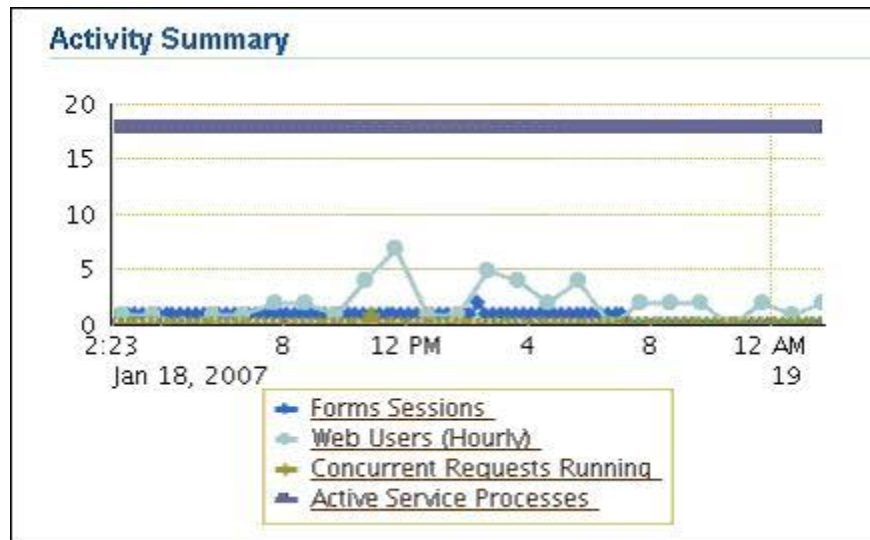 Activity Summary
20
15
10
5
0
2:23 8 12 PM 4 8 12 AM
Jan 18, 2007 19
Forms Sessions
Web Users (Hourly)
Concurrent Requests Running
Active Service Processes